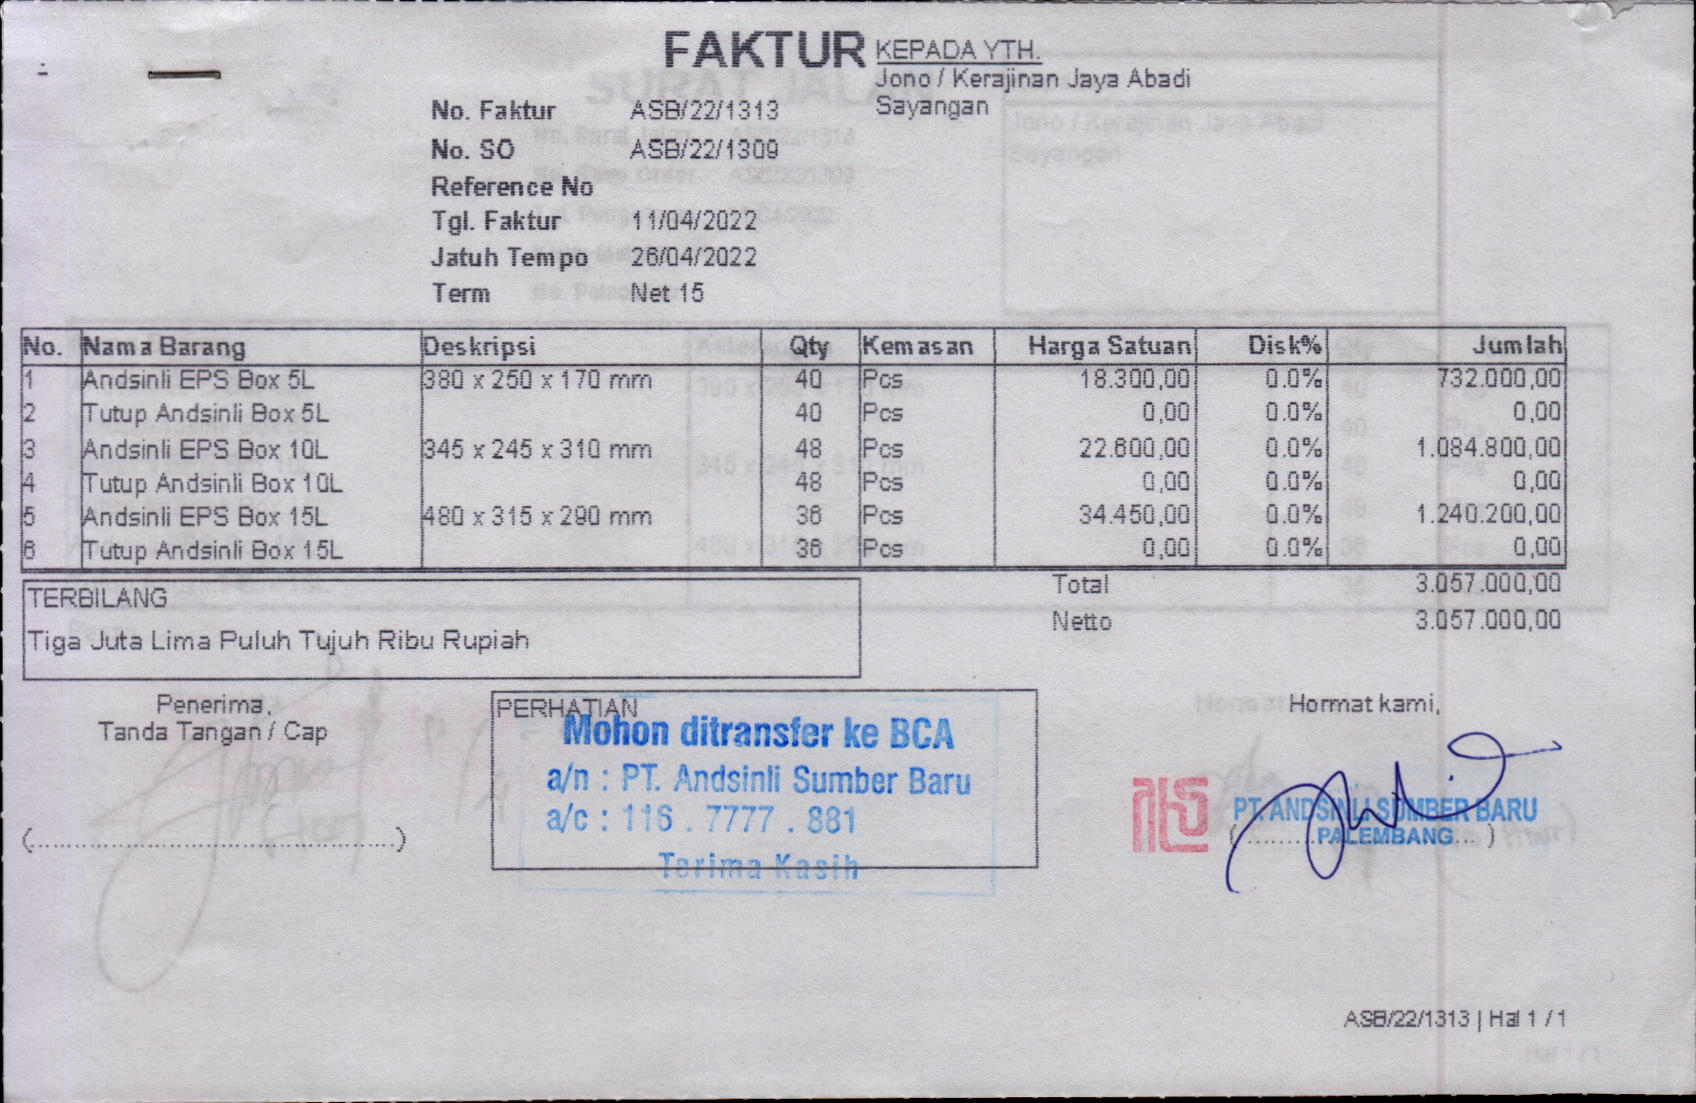 FAKTUR
KEPADA YTH.
Jono / Kerajinan Jaya Abadi
Sayangan
No. Faktur ASB/22/1313
No. SO ASB/22/1309
Reference No
Tgl. Faktur 11/04/2022
Jatuh Tempo 26/04/2022
Term Net 15
No. Nama Barang Deskripsi Qty Kemasan Harga Satuan Disk% Jumlah
1 Andsinli EPS Box 5L 380 x 250 x 170 mm 40 Pcs 18.300,00 0.0% 732.000,00
2 Tutup Andsinli Box 5L 40 Pcs 0,00 0.0% 0,00
3 Andsinli EPS Box 10L 345 x 245 x 310 mm 48 Pcs 22.600,00 0.0% 1.084.800,00
4 Tutup Andsinli Box 10L 48 Pcs 0,00 0.0% 0,00
5 Andsinli EPS Box 15L 480 x 315 x 290 mm 36 Pcs 34.450,00 0.0% 1.240.200,00
6 Tutup Andsinli Box 15L 36 Pcs 0,00 0.0% 0,00
Total 3.057.000,00
Netto 3.057.000,00
TERBILANG
Tiga Juta Lima Puluh Tujuh Ribu Rupiah
Penerima,
Tanda Tangan / Cap
(....................................................)
PERHATIAN
Mohon ditransfer ke BCA
a/n : PT. Andsinli Sumber Baru
a/c : 116 . 7777 . 881
Terima Kasih
Hormat kami,
PT. ANDSINLI SUMBER BARU
PALEMBANG
ASB/22/1313 | Hal 1 / 1